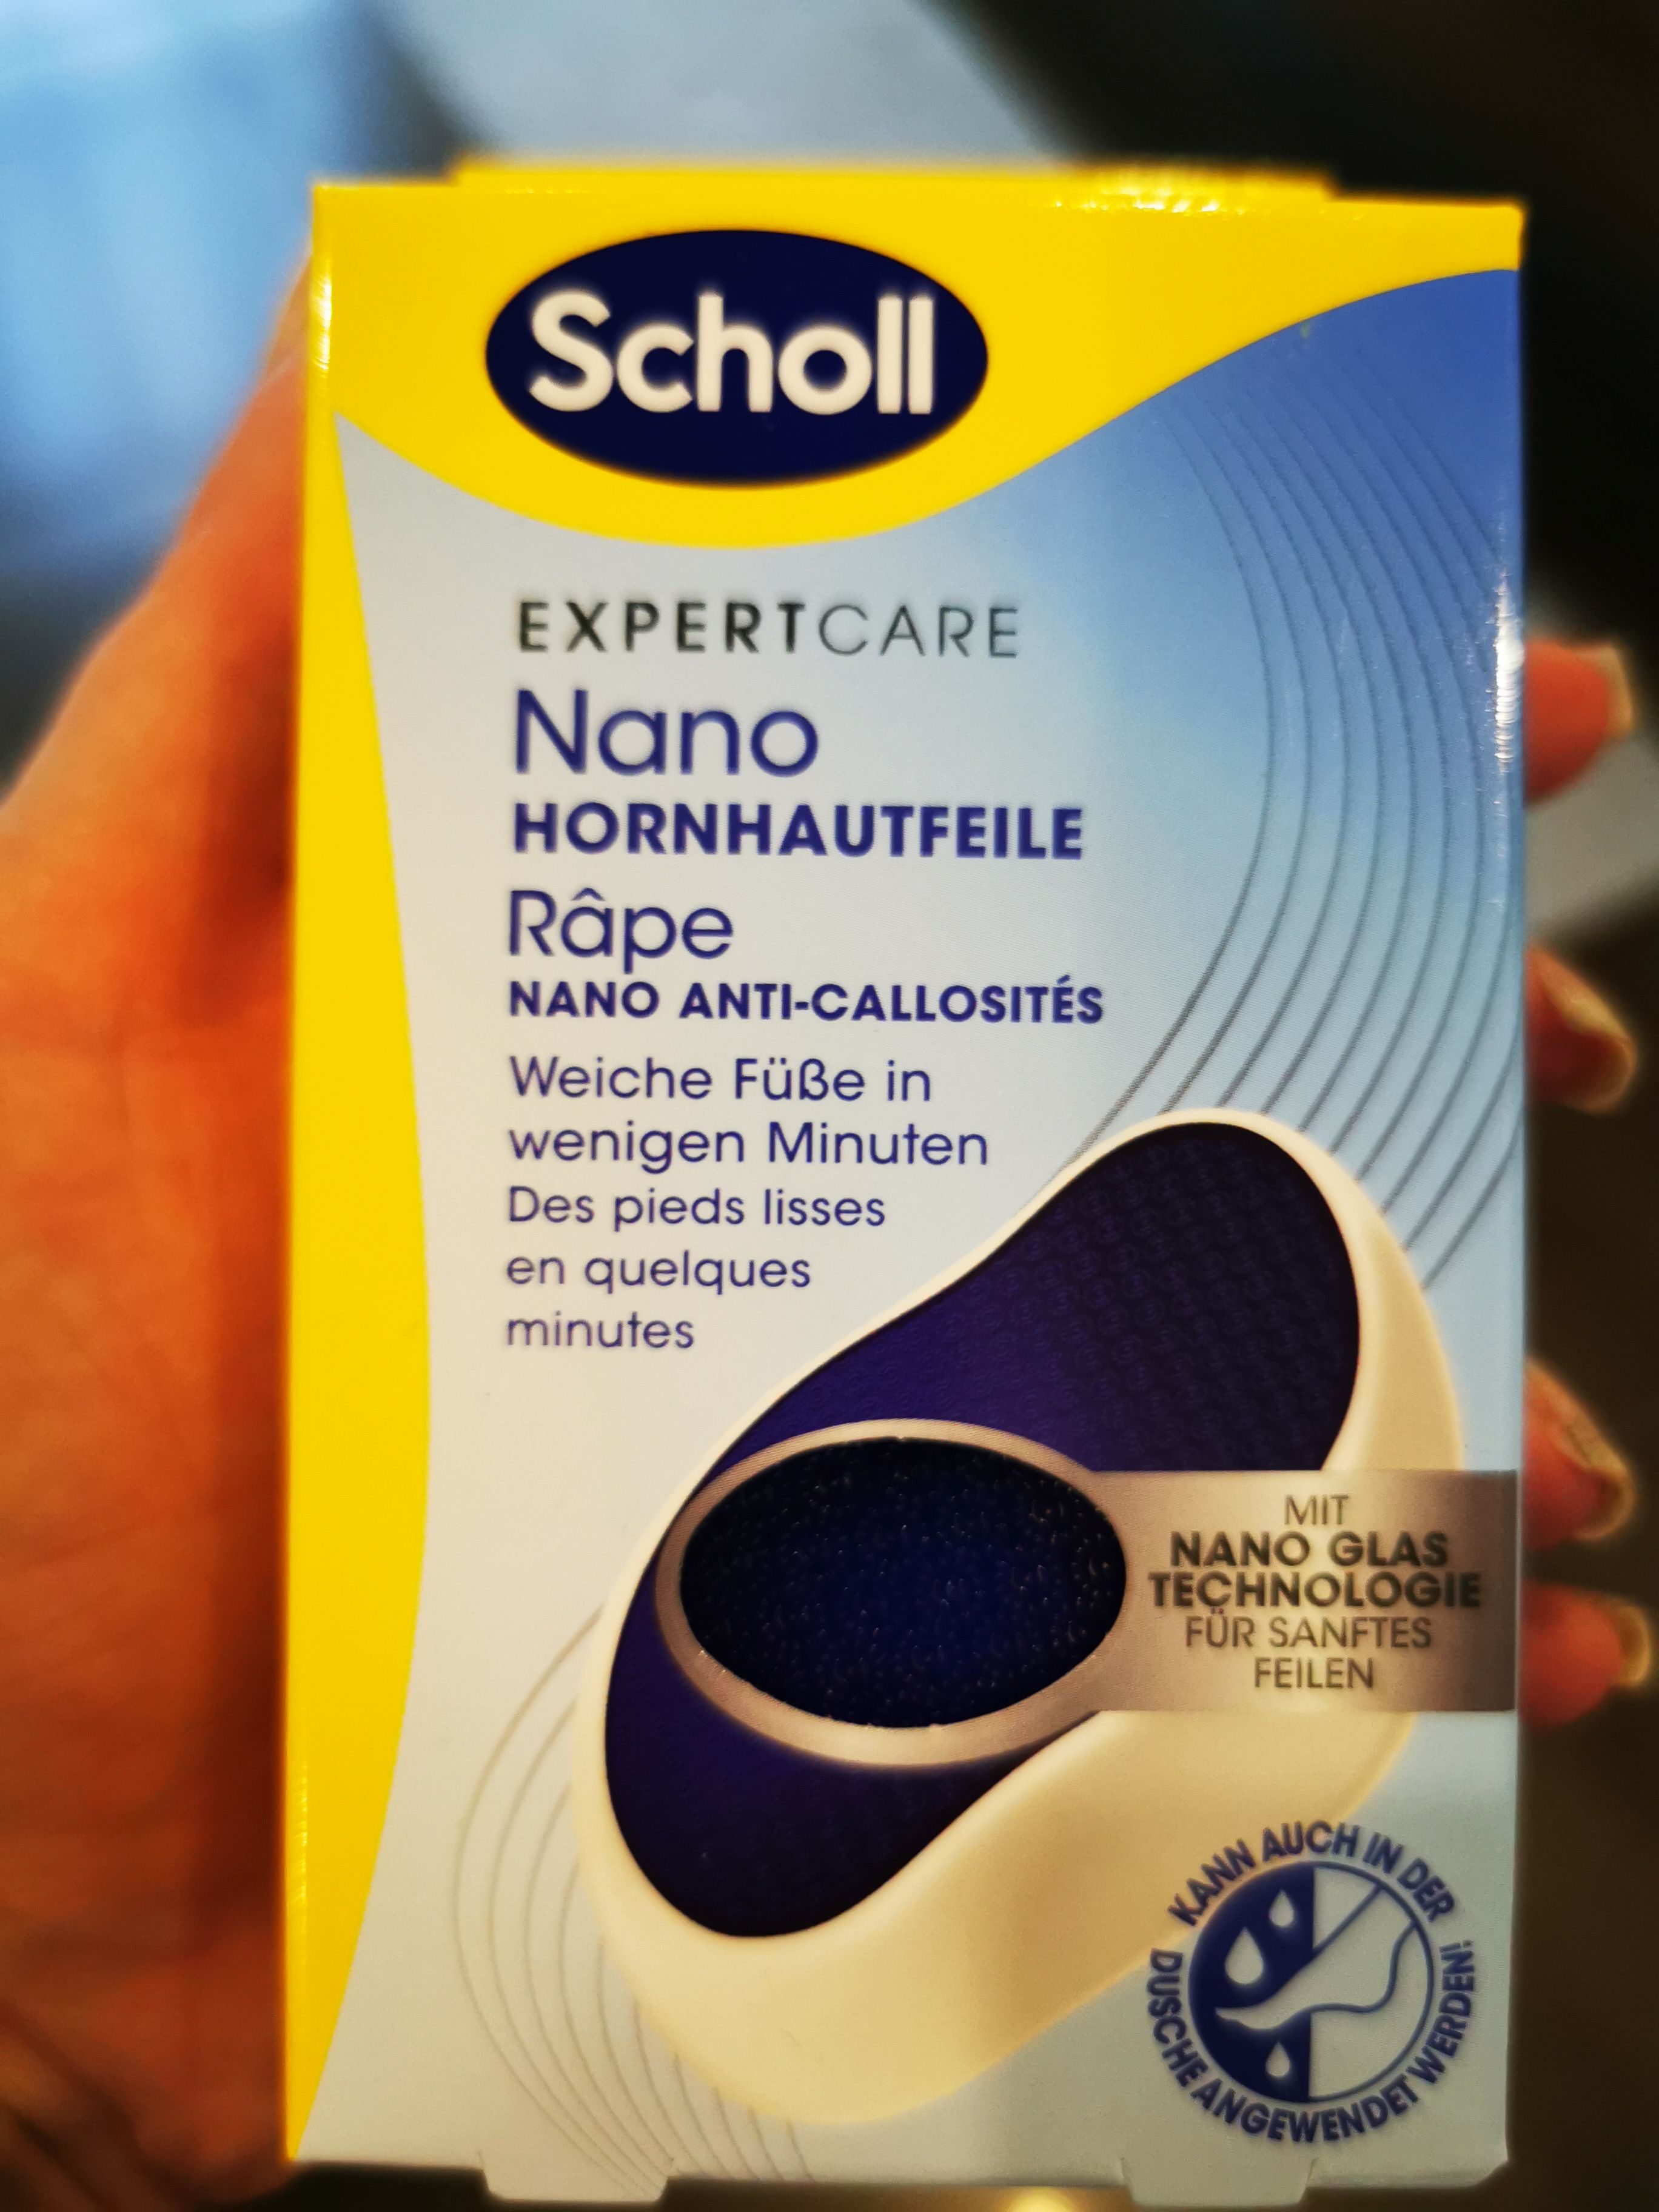 Scholl
EXPERTCARE
Nano
HORNHAUTFEILE
Râpe
NANO ANTI-CALLOSITÉS
Weiche Füße in
wenigen Minuten
Des pieds lisses
en quelques
minutes
MIT
NANO GLAS
TECHNOLOGIE
FÜR SANFTES
FEILEN
KANN AUCH IN DER
DUSCHE ANGEWENDET WERDEN!